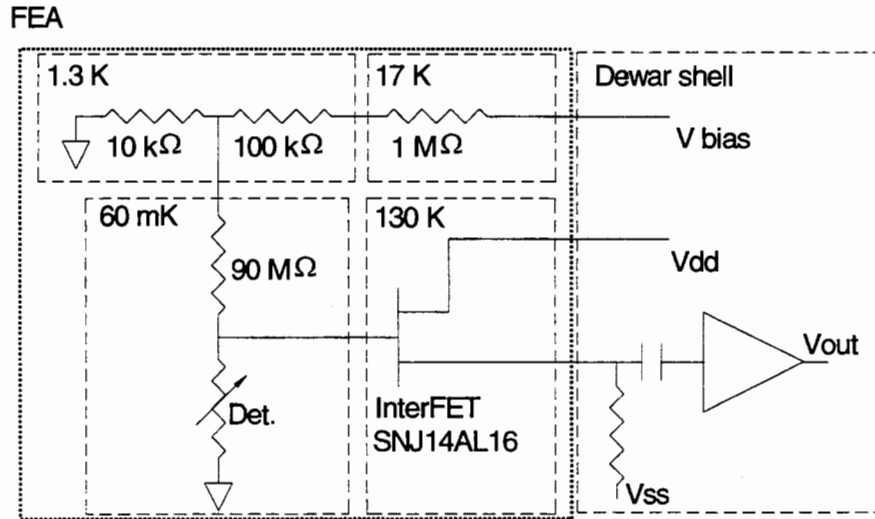 FEA
1.3 K
17 K
Dewar shell
10 kΩ
100 kΩ
1 MΩ
V bias
60 mK
130 K
90 MΩ
Vdd
Vout
Det.
InterFET
SNJ14AL16
Vss